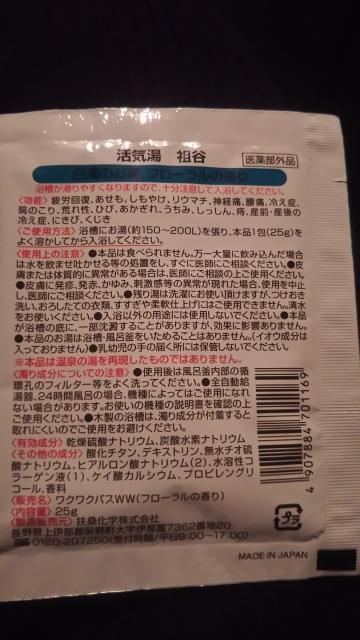 活気湯 祖谷
医薬部外品
白濁のお湯 フローラルの香り
浴槽が滑りやすくなりますので、十分注意して入浴してください。
〈効能〉疲労回復、あせも、しもやけ、リウマチ、神経痛、腰痛、冷え症、
肩のこり、荒れ性、ひび、あかぎれ、うちみ、しっしん、痔、産前・産後の
冷え症、にきび、くじき
〈ご使用方法〉浴槽にお湯(約150〜200L)を張り、本品1包(25g)を
よく溶かしてから入浴してください。
〈使用上の注意〉●本品は食べられません。万一大量に飲み込んだ場合
は水を飲ませ吐かせる等の処置をし、すぐに医師にご相談ください。●皮
膚または体質的に異常がある場合は、医師にご相談の上ご使用ください。
●皮膚に発疹、発赤、かゆみ、刺激感等の異常が現れた場合、使用を中
止し、医師にご相談ください。●残り湯は洗濯にお使い頂けますが、つけおき
洗い、おろしたての衣類、すすぎや柔軟仕上げにはご使用できません。清水
をお使いください。●入浴以外の用途には使用しないでください。●本品
が浴槽の底に、一部沈澱することがありますが、効果に影響ありません。
●本品のお湯は浴槽・風呂釜をいためることはありません。(イオウ成分は
入っておりません)●乳幼児の手の届く所には保管しないでください。
※本品は温泉の湯を再現したものではありません。
〈濁り成分についての注意〉●使用後は風呂釜内部の循
環孔のフィルター等をよく洗ってください。●全自動給
湯器、24時間風呂の場合、機種によってはご使用になれ
ない場合があります。お使いの機種の説明書を確認の上
ご使用ください。●木製の浴槽は、濁り成分が付着すると
取れにくいのでご使用をお避けください。
〈有効成分〉乾燥硫酸ナトリウム、炭酸水素ナトリウム
〈その他の成分〉酸化チタン、デキストリン、無水ケイ
酸ナトリウム、ヒアルロン酸ナトリウム(2)、水溶性コ
ラーゲン液(1)、ケイ酸カルシウム、プロピレングリ
コール、香料
〈販売名〉ワクワクバスWW(フローラルの香り)
〈内容量〉25g
〈製造販売元〉扶桑化学株式会社
長野県上伊那郡辰野町大字伊那富7362番地20
0120-207250(受付時間/平日9:00〜17:00)
4 907884 701169
プラ
MADE IN JAPAN